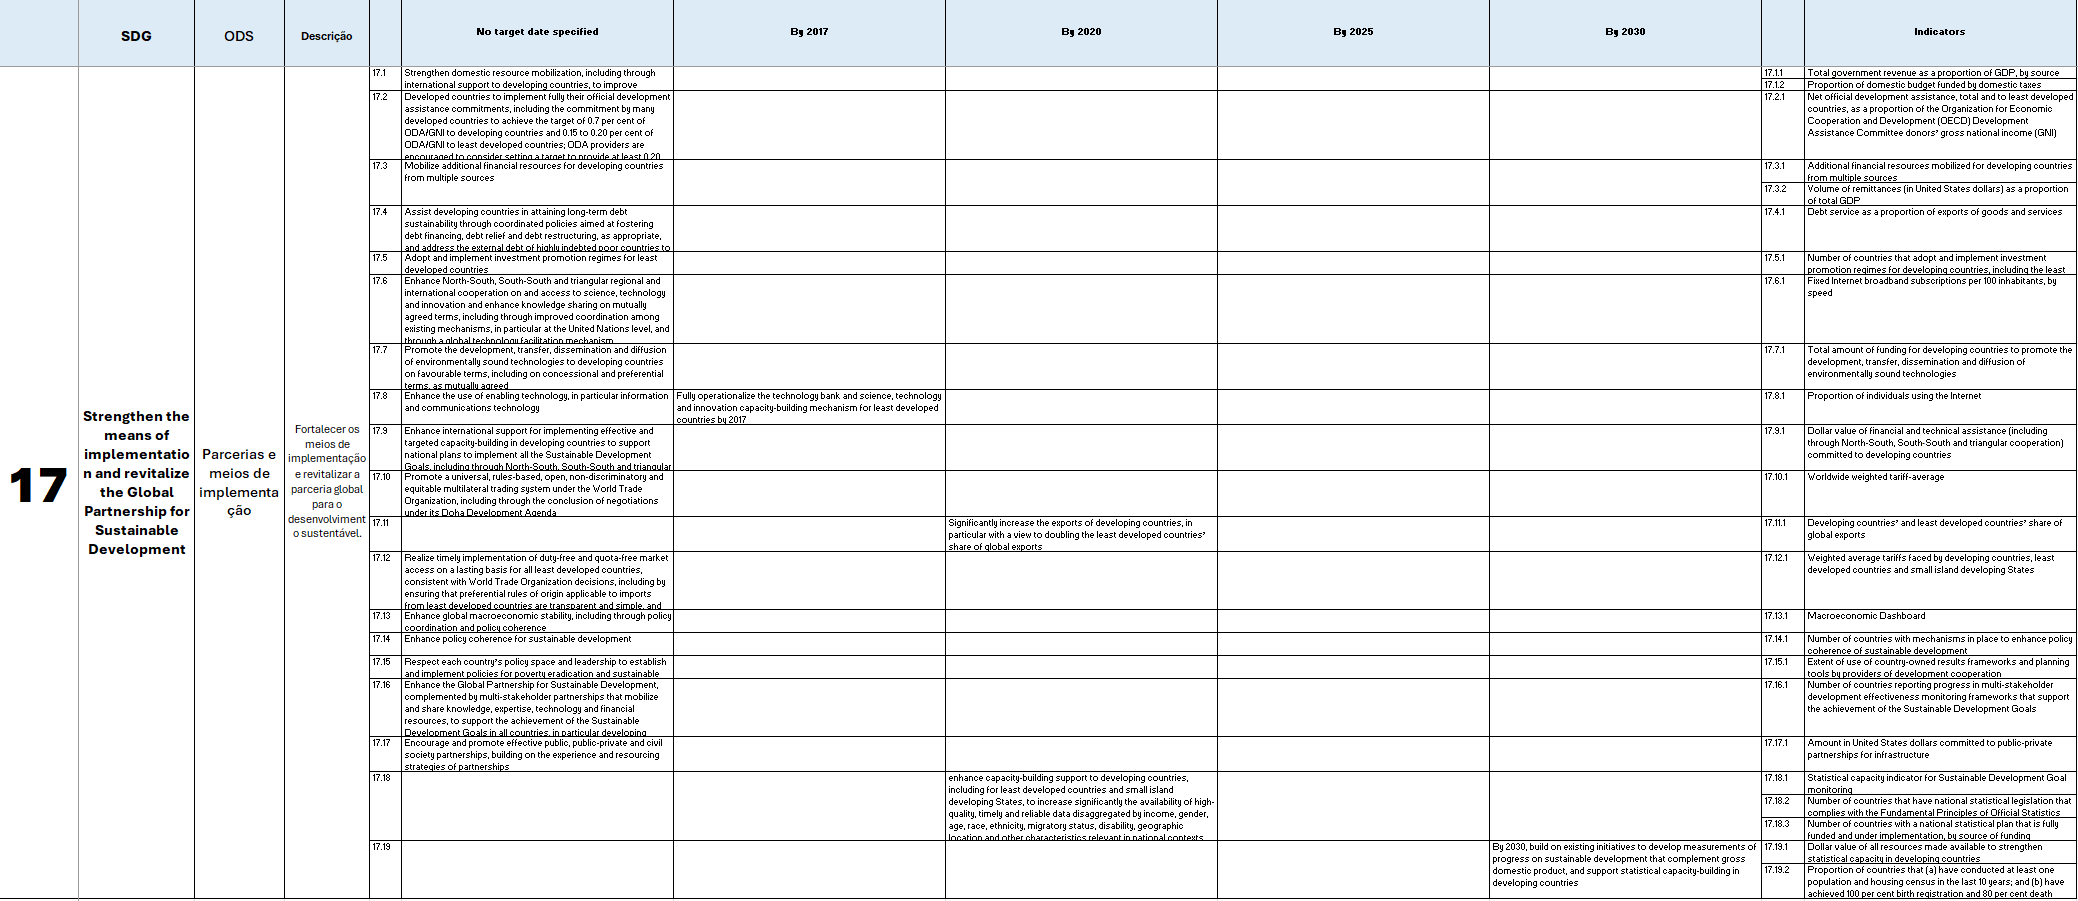 SDG
ODS
Descrição
No target date specified
By 2017
By 2020
By 2025
By 2030
Indicators
17
Strengthen the
means of
implementatio
n and revitalize
the Global
Partnership for
Sustainable
Development
Parcerias e
meios de
implementa
ção
Fortalecer os
meios de
implementação
e revitalizar a
parceria global
para o
desenvolviment
o sustentável.
17.1
Strengthen domestic resource mobilization, including through
international support to developing countries, to improve
17.1.1
Total government revenue as a proportion of GDP, by source
17.1.2
Proportion of domestic budget funded by domestic taxes
17.2
Developed countries to implement fully their official development
assistance commitments, including the commitment by many
developed countries to achieve the target of 0.7 per cent of
ODA/GNI to developing countries and 0.15 to 0.20 per cent of
ODA/GNI to least developed countries; ODA providers are
encouraged to consider setting a target to provide at least 0.20
17.2.1
Net official development assistance, total and to least developed
countries, as a proportion of the Organization for Economic
Cooperation and Development (OECD) Development
Assistance Committee donors' gross national income (GNI)
17.3
Mobilize additional financial resources for developing countries
from multiple sources
17.3.1
Additional financial resources mobilized for developing countries
from multiple sources
17.3.2
Volume of remittances (in United States dollars) as a proportion
of total GDP
17.4
Assist developing countries in attaining long-term debt
sustainability through coordinated policies aimed at fostering
debt financing, debt relief and debt restructuring, as appropriate,
and address the external debt of highly indebted poor countries to
17.4.1
Debt service as a proportion of exports of goods and services
17.5
Adopt and implement investment promotion regimes for least
developed countries
17.5.1
Number of countries that adopt and implement investment
promotion regimes for developing countries, including the least
17.6
Enhance North-South, South-South and triangular regional and
international cooperation on and access to science, technology
and innovation and enhance knowledge sharing on mutually
agreed terms, including through improved coordination among
existing mechanisms, in particular at the United Nations level, and
through a global technology facilitation mechanism
17.6.1
Fixed Internet broadband subscriptions per 100 inhabitants, by
speed
17.7
Promote the development, transfer, dissemination and diffusion
of environmentally sound technologies to developing countries
on favourable terms, including on concessional and preferential
terms, as mutually agreed
17.7.1
Total amount of funding for developing countries to promote the
development, transfer, dissemination and diffusion of
environmentally sound technologies
17.8
Enhance the use of enabling technology, in particular information
and communications technology
Fully operationalize the technology bank and science, technology
and innovation capacity-building mechanism for least developed
countries by 2017
17.8.1
Proportion of individuals using the Internet
17.9
Enhance international support for implementing effective and
targeted capacity-building in developing countries to support
national plans to implement all the Sustainable Development
Goals, including through North-South, South-South and triangular
17.9.1
Dollar value of financial and technical assistance (including
through North-South, South-South and triangular cooperation)
committed to developing countries
17.10
Promote a universal, rules-based, open, non-discriminatory and
equitable multilateral trading system under the World Trade
Organization, including through the conclusion of negotiations
under its Doha Development Agenda
17.10.1
Worldwide weighted tariff-average
17.11
Significantly increase the exports of developing countries, in
particular with a view to doubling the least developed countries'
share of global exports
17.11.1
Developing countries' and least developed countries' share of
global exports
17.12
Realize timely implementation of duty-free and quota-free market
access on a lasting basis for all least developed countries,
consistent with World Trade Organization decisions, including by
ensuring that preferential rules of origin applicable to imports
from least developed countries are transparent and simple, and
17.12.1
Weighted average tariffs faced by developing countries, least
developed countries and small island developing States
17.13
Enhance global macroeconomic stability, including through policy
coordination and policy coherence
17.13.1
Macroeconomic Dashboard
17.14
Enhance policy coherence for sustainable development
17.14.1
Number of countries with mechanisms in place to enhance policy
coherence of sustainable development
17.15
Respect each country's policy space and leadership to establish
and implement policies for poverty eradication and sustainable
17.15.1
Extent of use of country-owned results frameworks and planning
tools by providers of development cooperation
17.16
Enhance the Global Partnership for Sustainable Development,
complemented by multi-stakeholder partnerships that mobilize
and share knowledge, expertise, technology and financial
resources, to support the achievement of the Sustainable
Development Goals in all countries, in particular developing
17.16.1
Number of countries reporting progress in multi-stakeholder
development effectiveness monitoring frameworks that support
the achievement of the Sustainable Development Goals
17.17
Encourage and promote effective public, public-private and civil
society partnerships, building on the experience and resourcing
strategies of partnerships
17.17.1
Amount in United States dollars committed to public-private
partnerships for infrastructure
17.18
enhance capacity-building support to developing countries,
including for least developed countries and small island
developing States, to increase significantly the availability of high-
quality, timely and reliable data disaggregated by income, gender,
age, race, ethnicity, migratory status, disability, geographic
location and other characteristics relevant in national contexts
17.18.1
Statistical capacity indicator for Sustainable Development Goal
monitoring
17.18.2
Number of countries that have national statistical legislation that
complies with the Fundamental Principles of Official Statistics
17.18.3
Number of countries with a national statistical plan that is fully
funded and under implementation, by source of funding
17.19
By 2030, build on existing initiatives to develop measurements of
progress on sustainable development that complement gross
domestic product, and support statistical capacity-building in
developing countries
17.19.1
Dollar value of all resources made available to strengthen
statistical capacity in developing countries
17.19.2
Proportion of countries that (a) have conducted at least one
population and housing census in the last 10 years; and (b) have
achieved 100 per cent birth registration and 80 per cent death